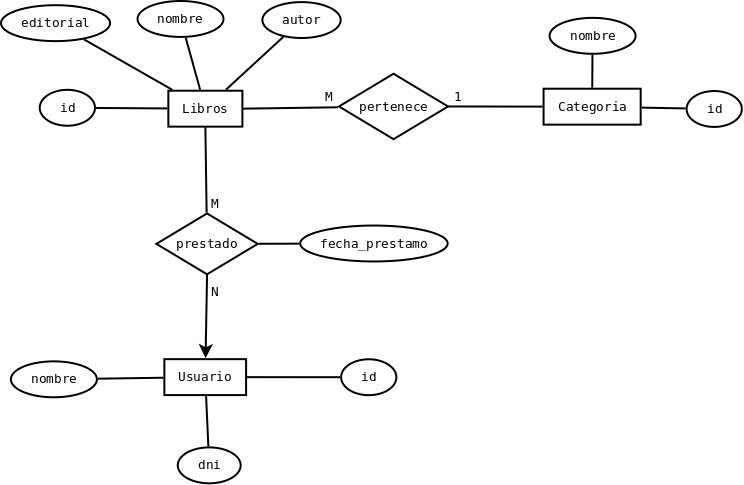 editorial
nombre
autor
nombre
id
Libros
M
pertenece
1
Categoria
id
M
prestado
fecha_prestamo
N
nombre
Usuario
id
dni